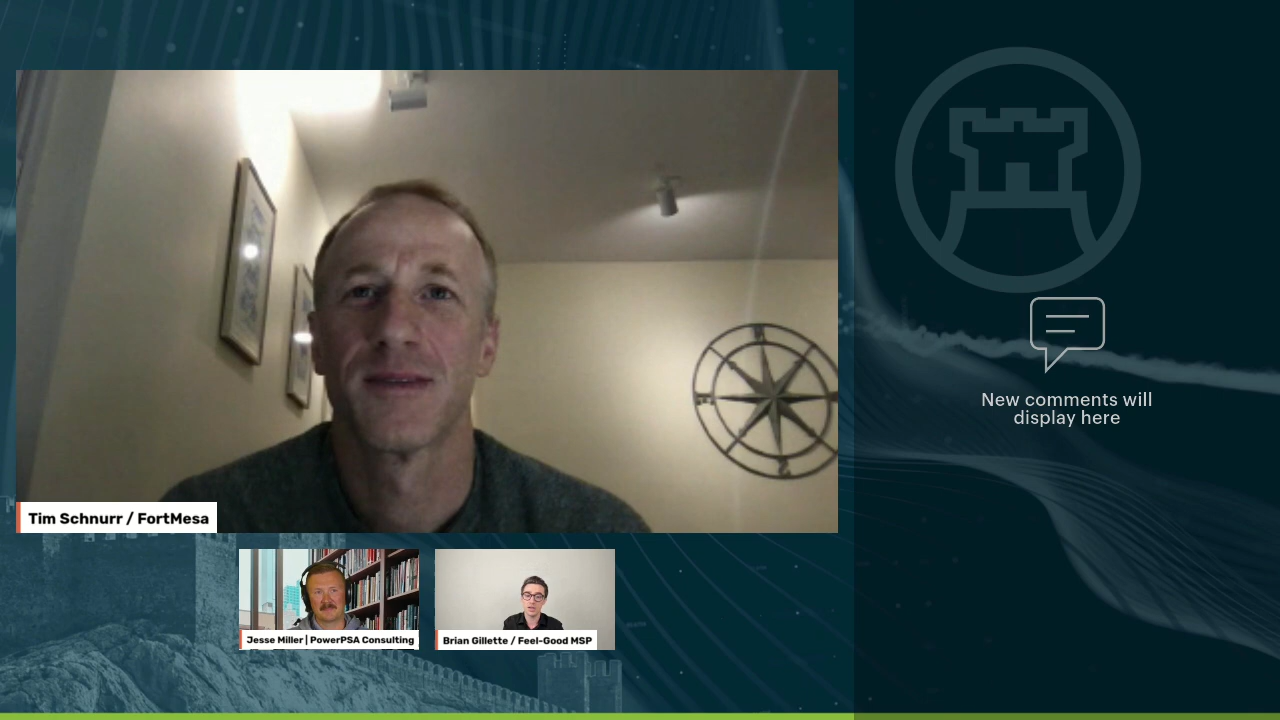 Tim Schnurr / FortMesa
Jesse Miller | PowerPSA Consulting
Brian Gillette / Feel-Good MSP
New comments will
display here